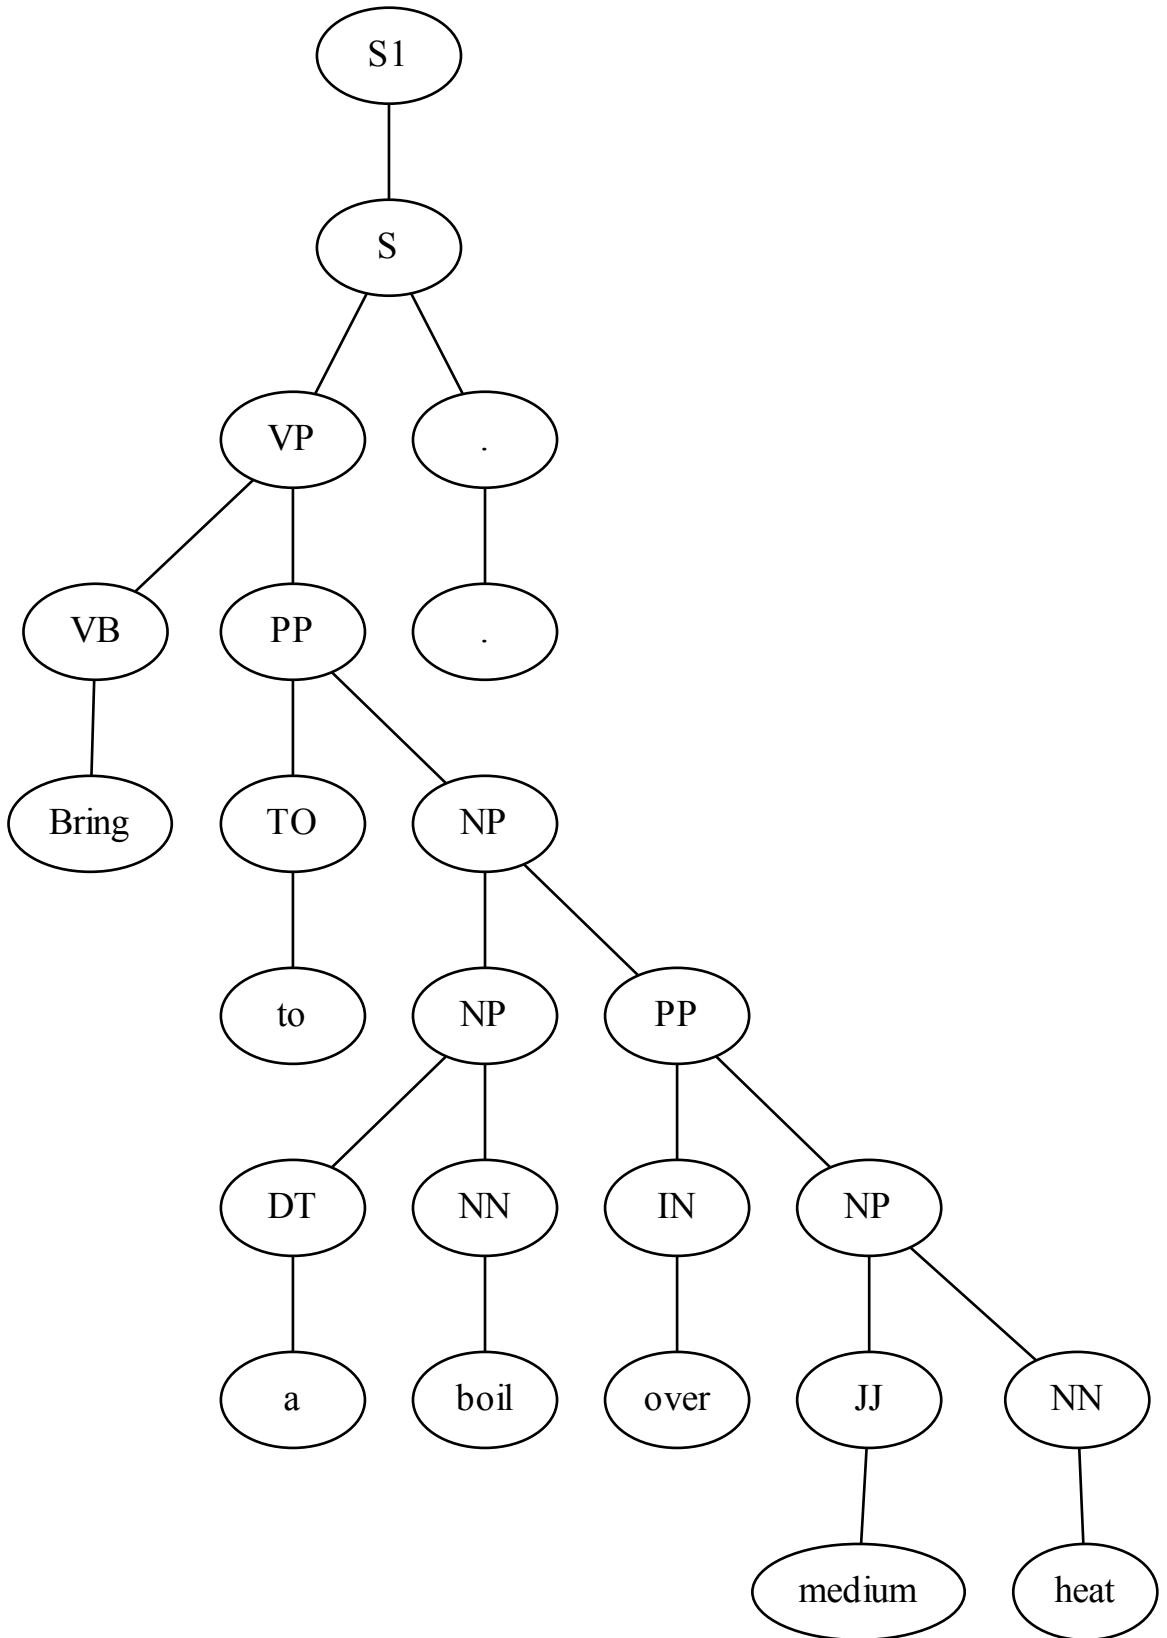 S1
S
VP .
VB PP .
Bring TO NP
to NP PP
DT NN IN NP
a boil over JJ NN
medium heat